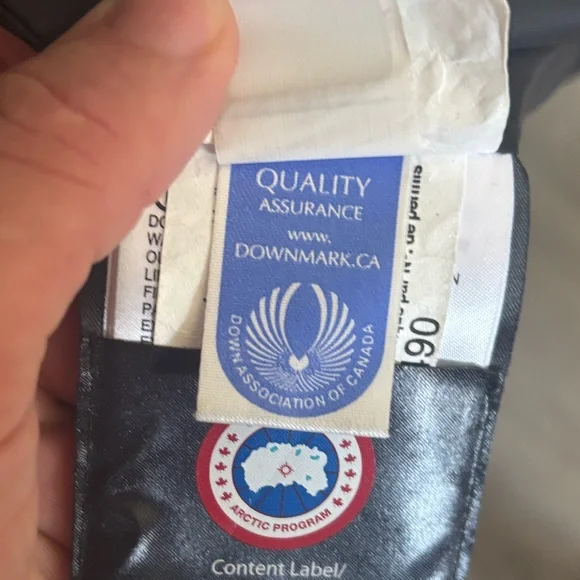 QUALITY
ASSURANCE
www.
DOWNMARK.CA
DOWN ASSOCIATION OF CANADA
ARCTIC PROGRAM
Content Label/